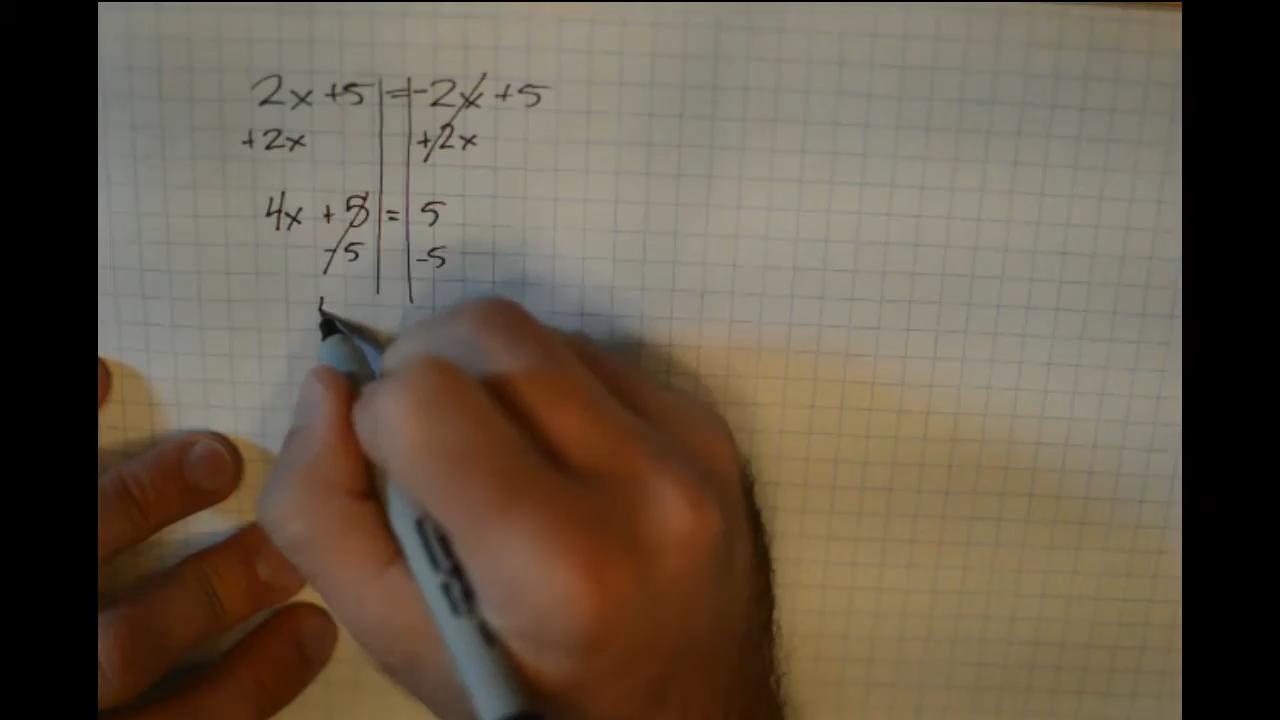 2x +5 = -2x +5
+2x +2x
4x + 5 = 5
-5 -5